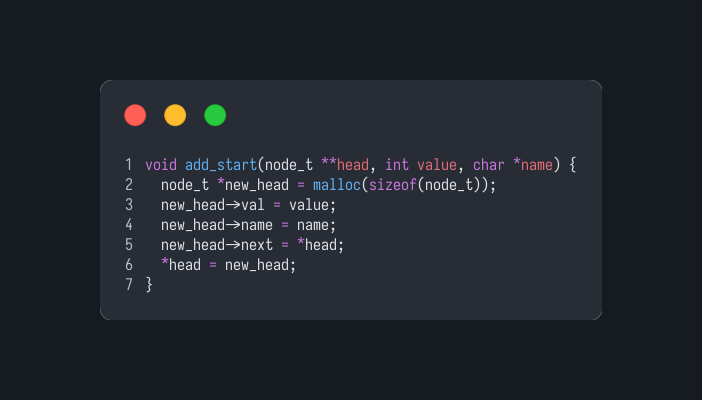 1 void add_start(node_t **head, int value, char *name) {
2   node_t *new_head = malloc(sizeof(node_t));
3   new_head->val = value;
4   new_head->name = name;
5   new_head->next = *head;
6   *head = new_head;
7 }